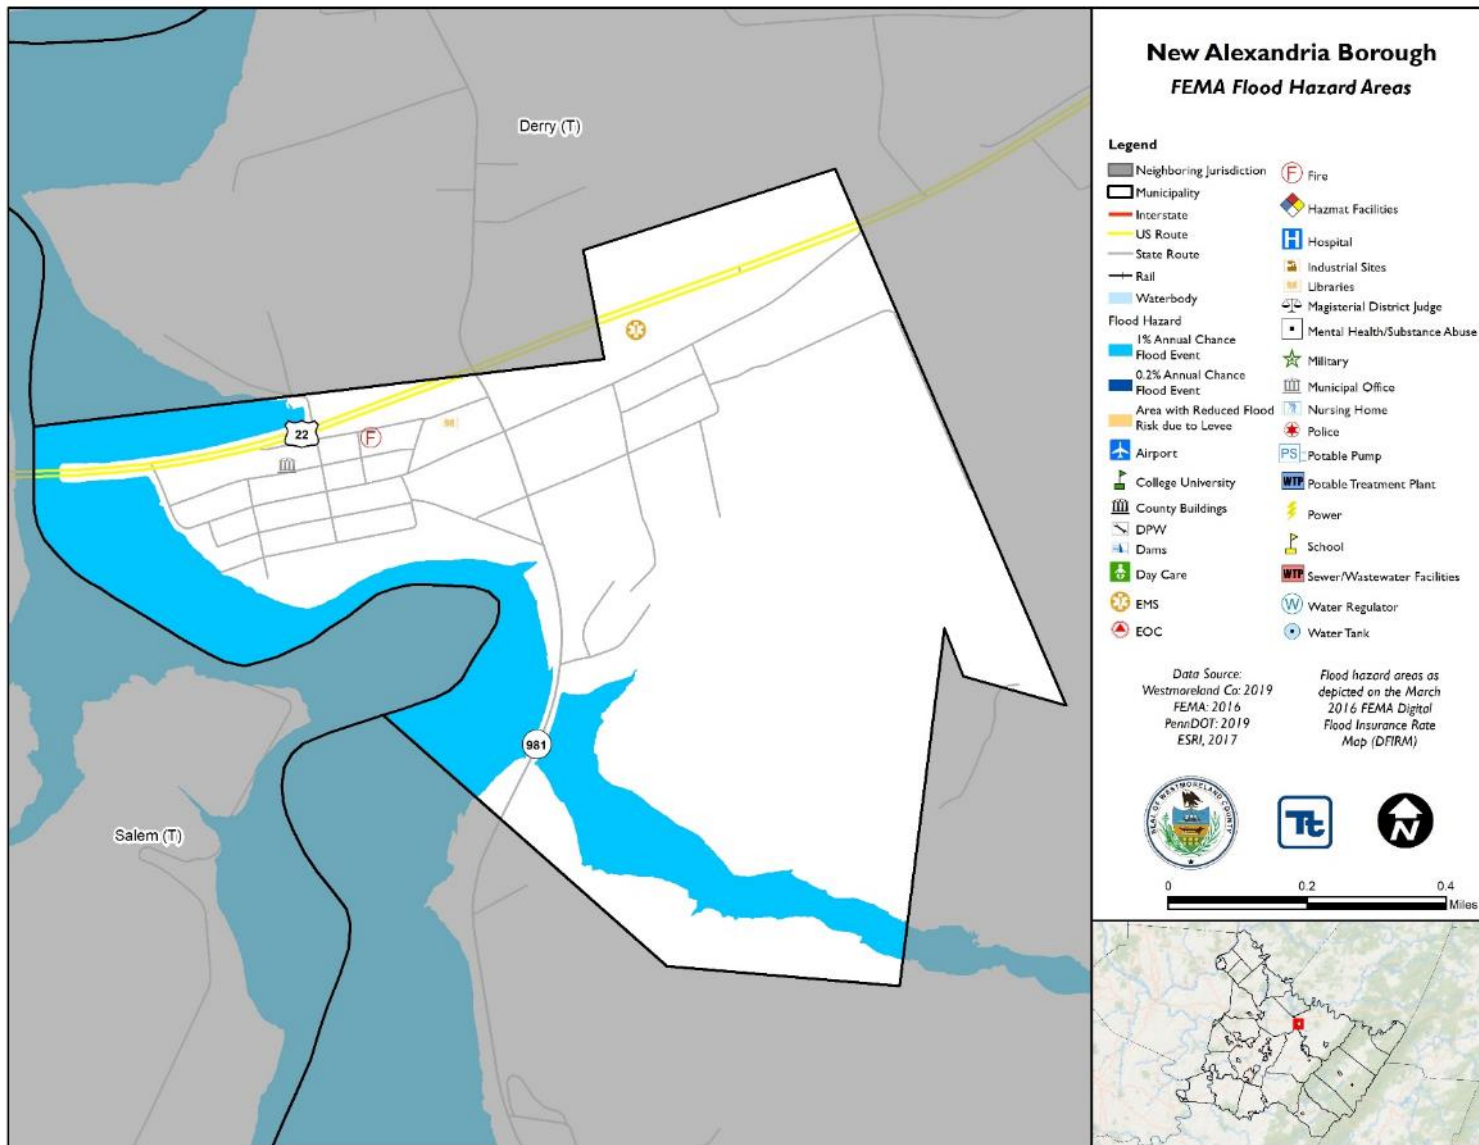 New Alexandria Borough
FEMA Flood Hazard Areas
Legend
Neighboring Jurisdiction
Municipality
Interstate
US Route
State Route
Rail
Waterbody
Flood Hazard
1% Annual Chance
Flood Event
0.2% Annual Chance
Flood Event
Area with Reduced Flood
Risk due to Levee
Airport
College University
County Buildings
DPW
Dams
Day Care
EMS
EOC
F Fire
Hazmat Facilities
H Hospital
Industrial Sites
Libraries
Magisterial District Judge
Mental Health/Substance Abuse
Military
Municipal Office
Nursing Home
Police
PS Potable Pump
WTP Potable Treatment Plant
Power
School
WTP Sewer/Wastewater Facilities
W Water Regulator
Water Tank
Data Source:
Westmoreland Co: 2019
FEMA: 2016
PennDOT: 2019
ESRI, 2017
Flood hazard areas as
depicted on the March
2016 FEMA Digital
Flood Insurance Rate
Map (DFIRM)
SEAL OF WESTMORELAND COUNTY
Tt
N
0 0.2 0.4
Miles
Derry (T)
22
F
981
Salem (T)